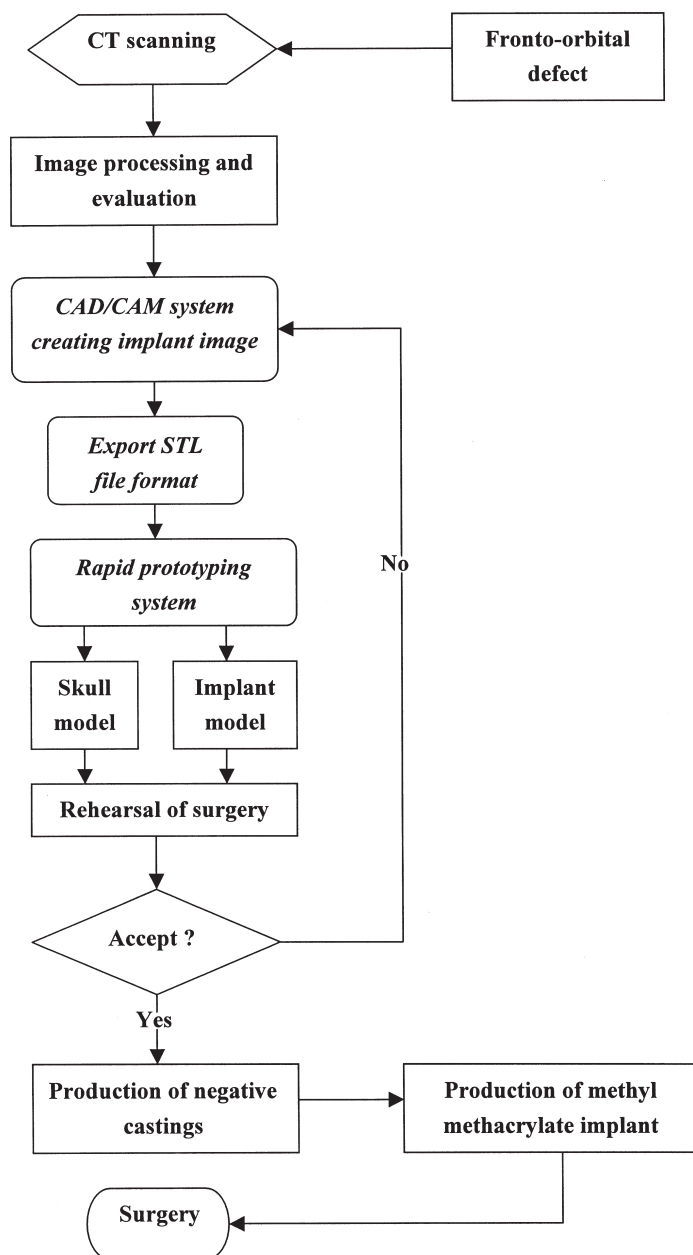 CT scanning
Fronto-orbital
defect
Image processing and
evaluation
CAD/CAM system
creating implant image
Export STL
file format
Rapid prototyping
system
No
Skull
model
Implant
model
Rehearsal of surgery
Accept ?
Yes
Production of negative
castings
Production of methyl
methacrylate implant
Surgery